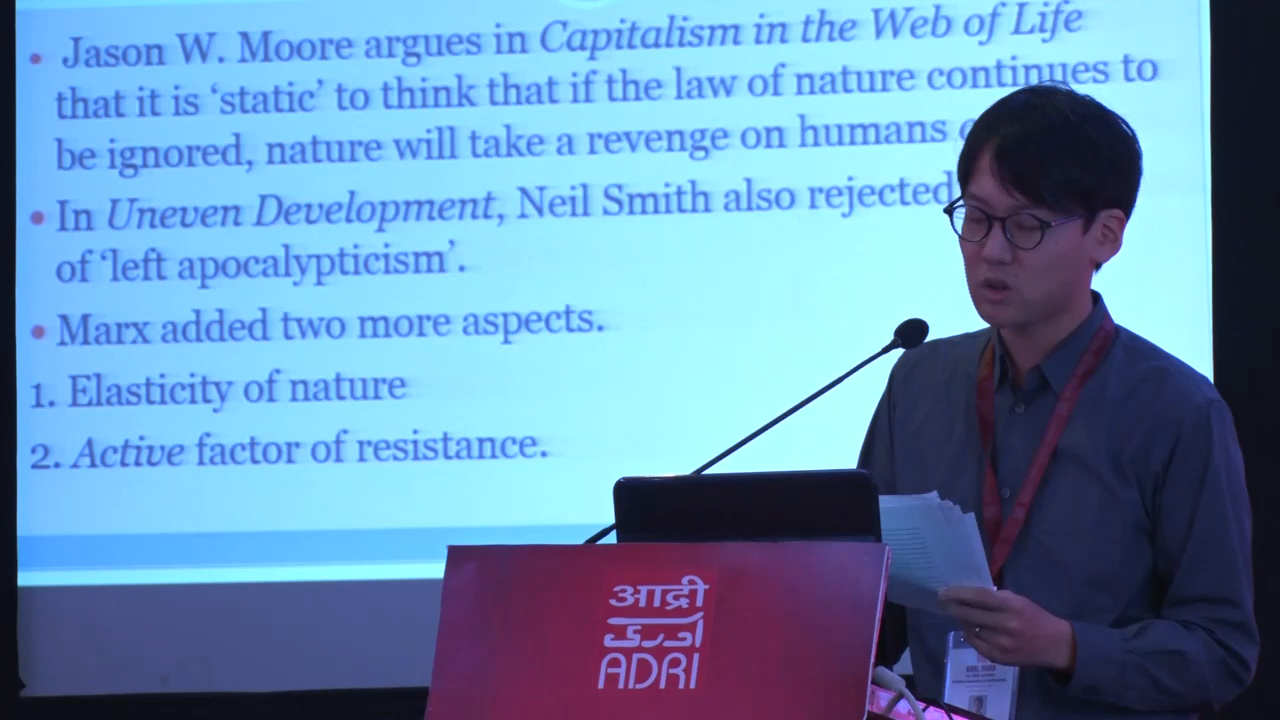 • Jason W. Moore argues in Capitalism in the Web of Life
that it is ‘static’ to think that if the law of nature continues to
be ignored, nature will take a revenge on humans
• In Uneven Development, Neil Smith also rejected
of ‘left apocalypticism’.
• Marx added two more aspects.
1. Elasticity of nature
2. Active factor of resistance.
आद्री
ادری
ADRI